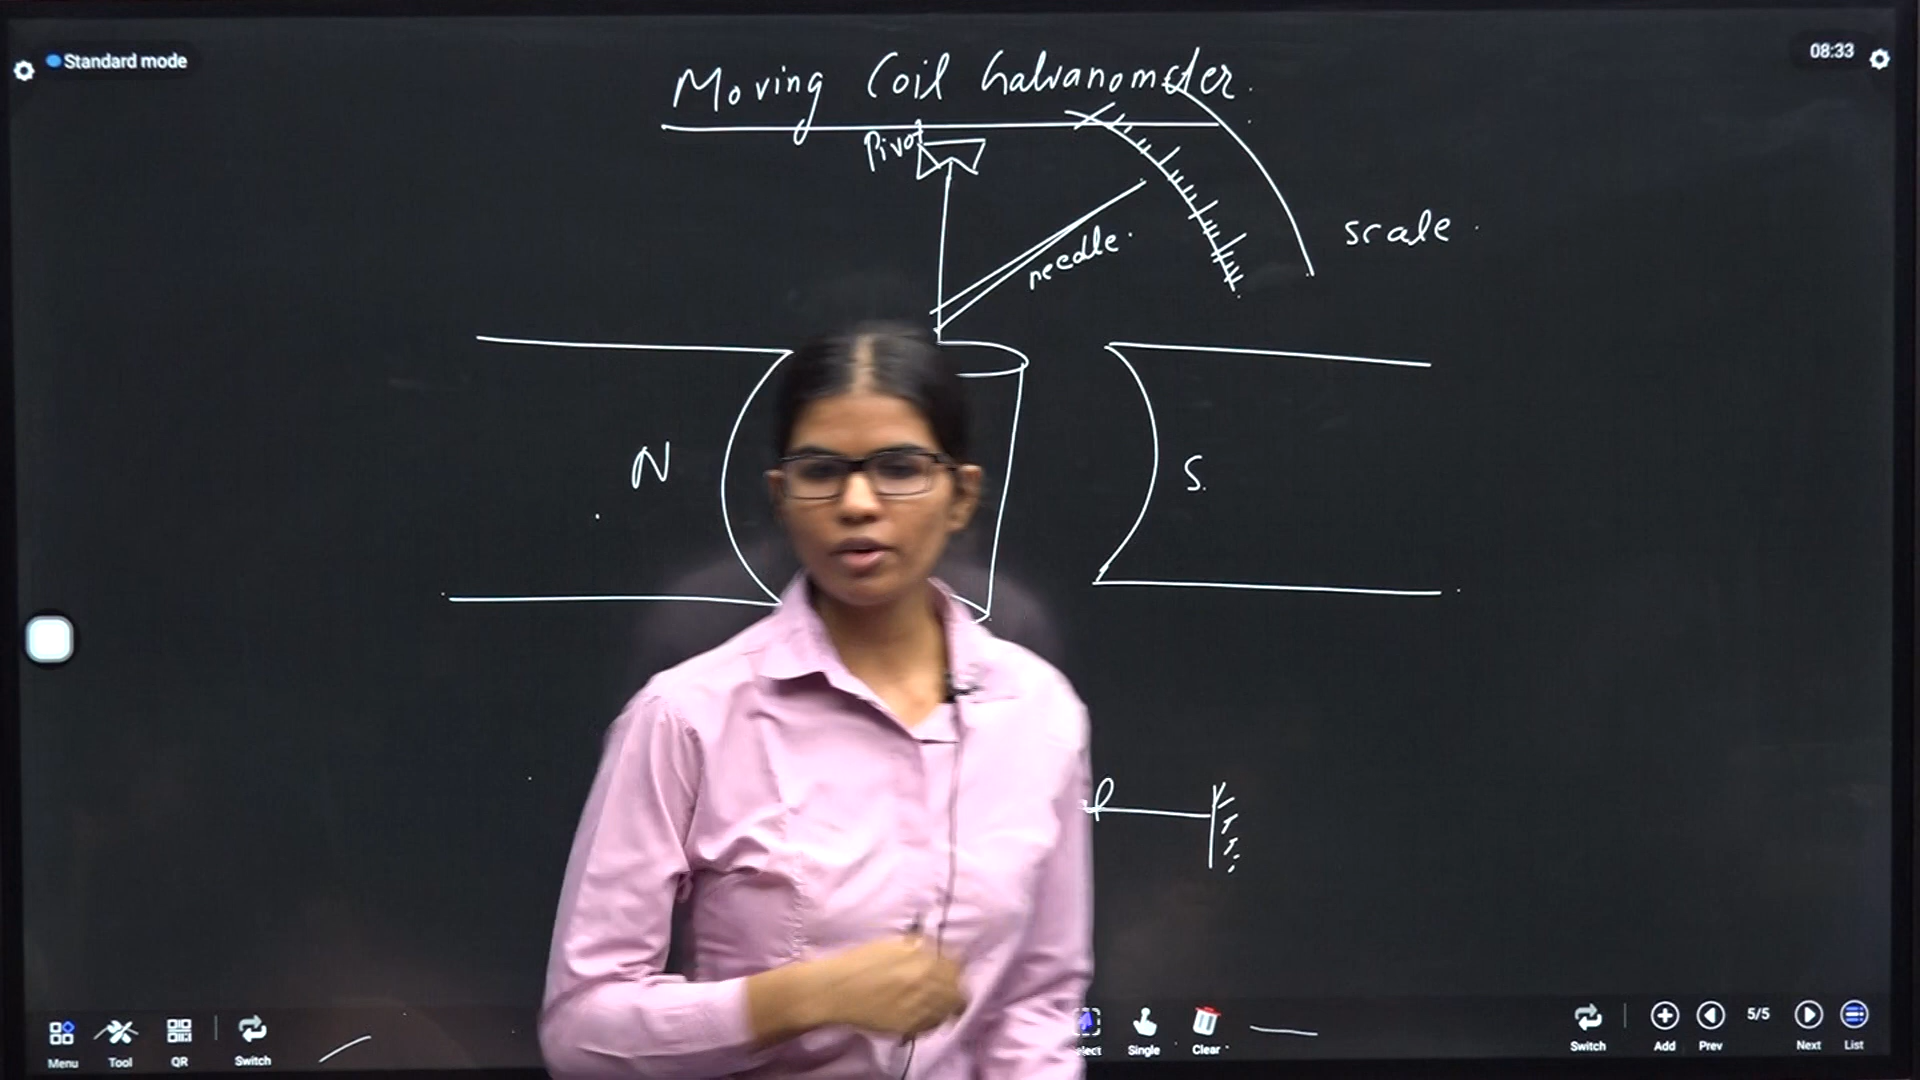 Standard mode
08:33
Moving Coil Galvanometer.
Pivot
needle.
scale
N
S.
Menu
Tool
QR
Switch
Single
Clear
Switch
Add
Prev
5/5
Next
List